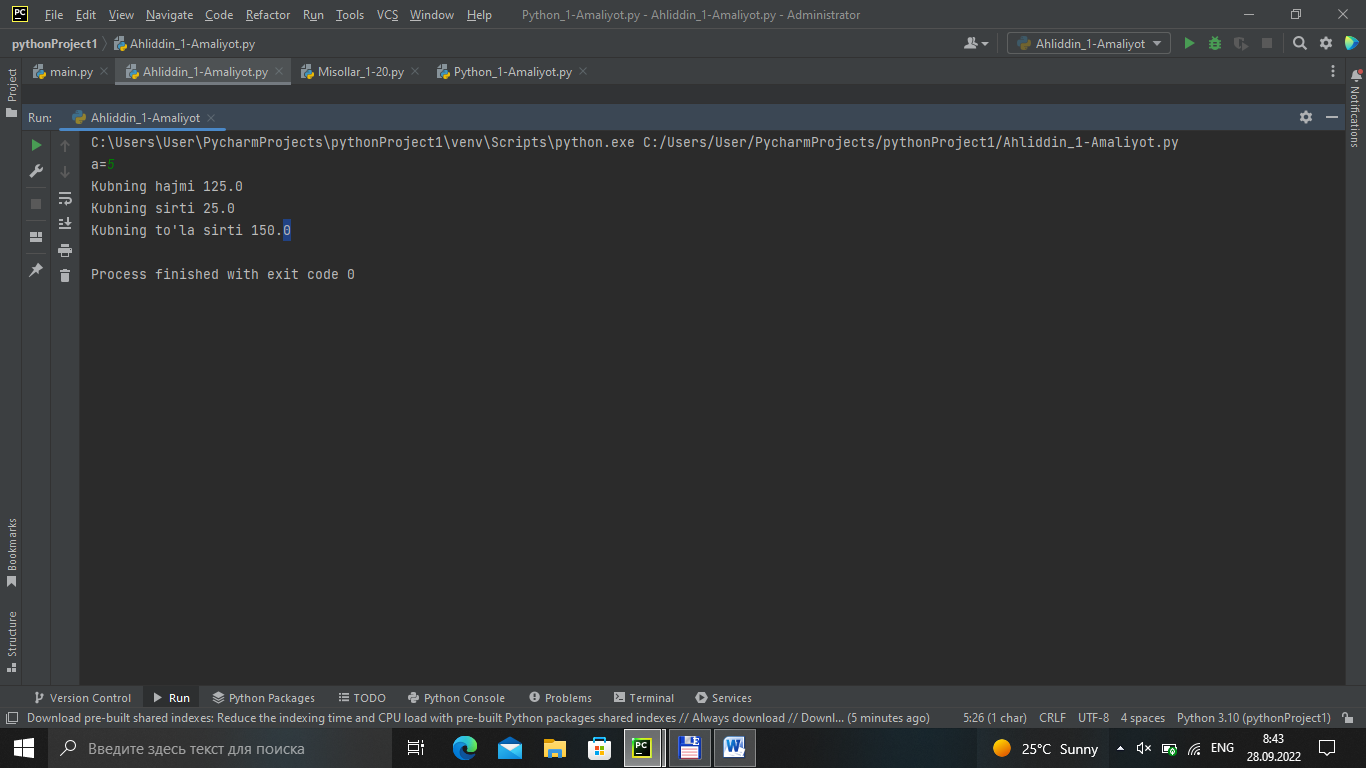 PC File Edit View Navigate Code Refactor Run Tools VCS Window Help Python_1-Amaliyot.py - Ahliddin_1-Amaliyot.py - Administrator
pythonProject1 Ahliddin_1-Amaliyot.py Ahliddin_1-Amaliyot
main.py Ahliddin_1-Amaliyot.py Misollar_1-20.py Python_1-Amaliyot.py
Project
Notifications
Run: Ahliddin_1-Amaliyot
C:\Users\User\PycharmProjects\pythonProject1\venv\Scripts\python.exe C:/Users/User/PycharmProjects/pythonProject1/Ahliddin_1-Amaliyot.py
a=5
Kubning hajmi 125.0
Kubning sirti 25.0
Kubning to'la sirti 150.0
Process finished with exit code 0
Bookmarks
Structure
Version Control Run Python Packages TODO Python Console Problems Terminal Services
Download pre-built shared indexes: Reduce the indexing time and CPU load with pre-built Python packages shared indexes // Always download // Downl... (5 minutes ago) 5:26 (1 char) CRLF UTF-8 4 spaces Python 3.10 (pythonProject1)
Введите здесь текст для поиска PC W 25°C Sunny ENG 8:43
28.09.2022